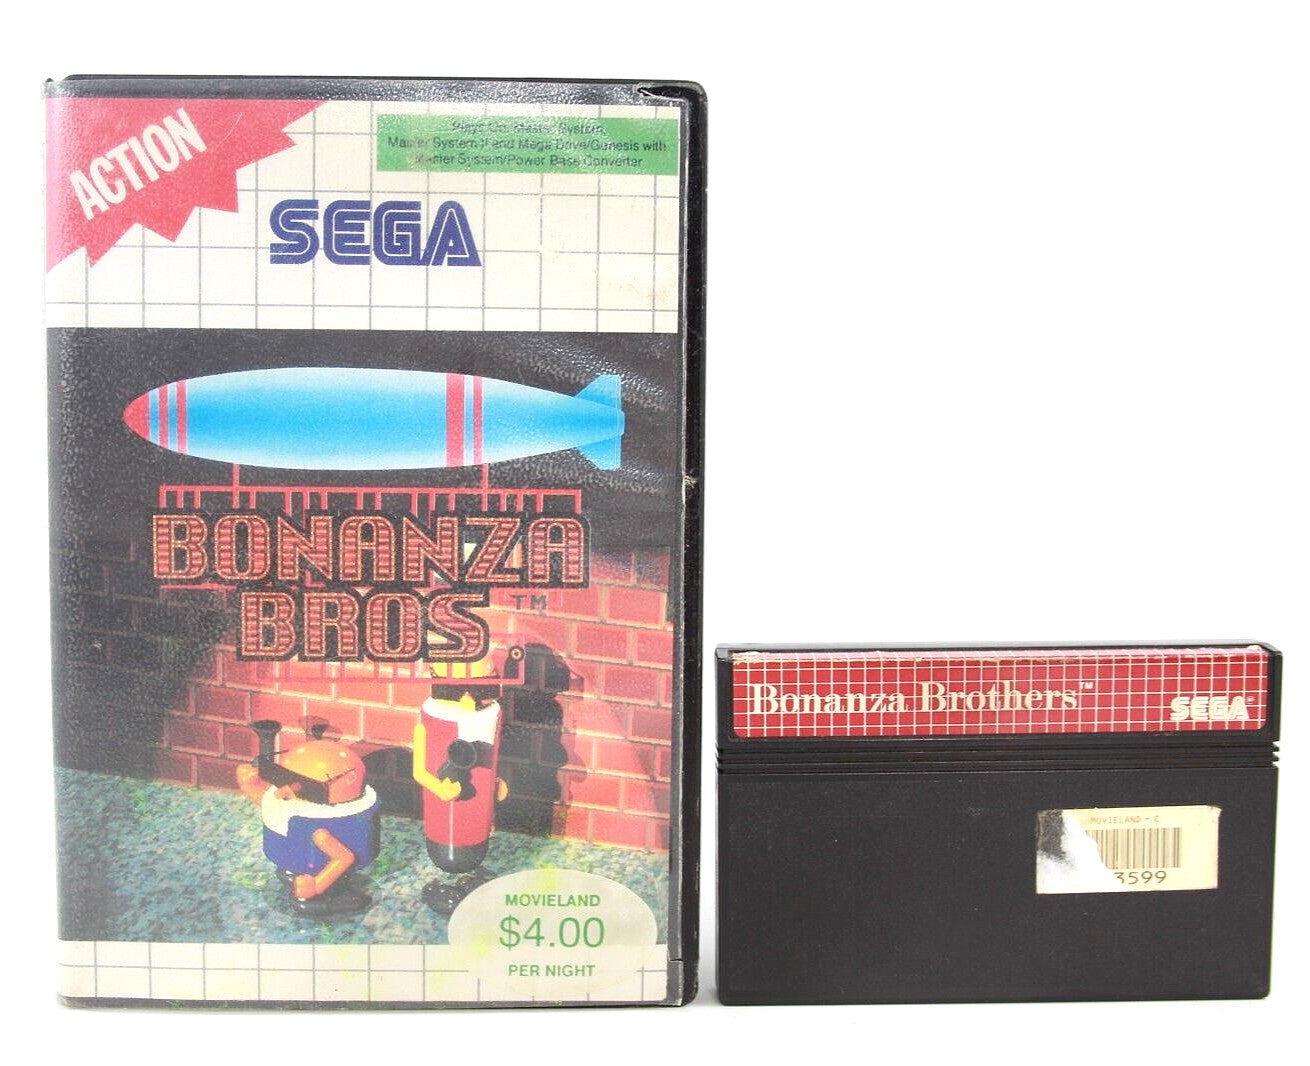 ACTION
Plays On: Master System,
Master System II and Mega Drive/Genesis with
Master System/Power Base Converter
SEGA
BONANZA
BROS ™
MOVIELAND
$4.00
PER NIGHT
Bonanza Brothers™
SEGA®
MOVIELAND - C
3599